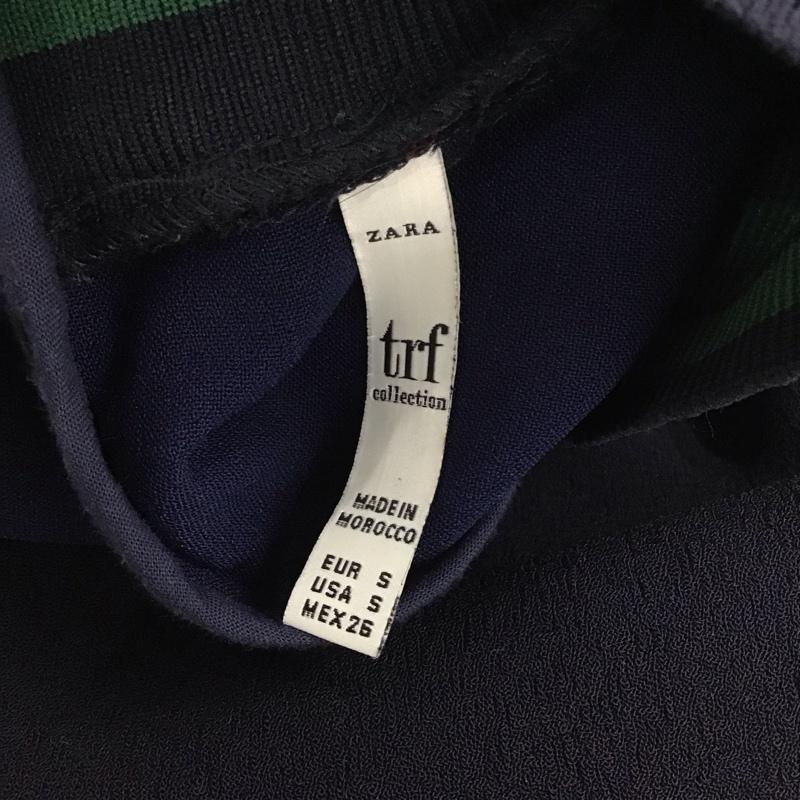 ZARA
trf
collection
MADE IN
MOROCCO
EUR S
USA S
MEX 26